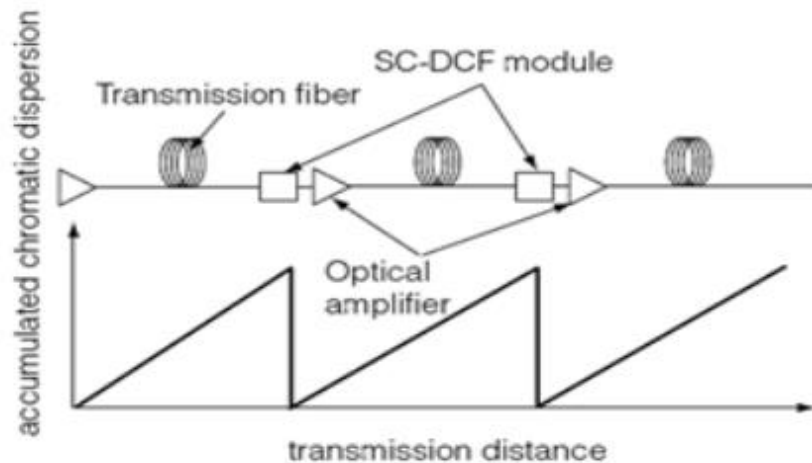 SC-DCF module
Transmission fiber
Optical
amplifier
accumulated chromatic dispersion
transmission distance